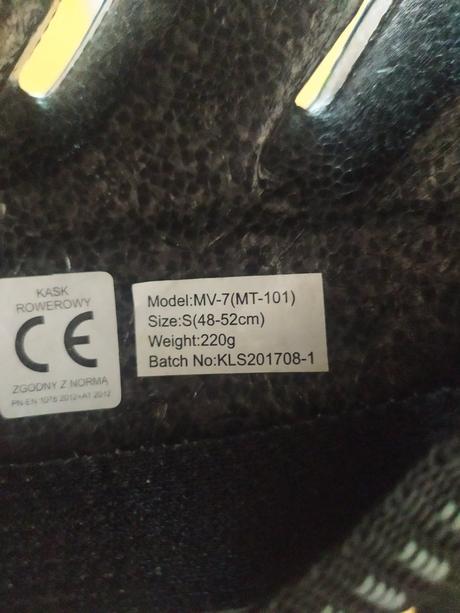 KASK
ROWEROWY
CE
ZGODNY Z NORMĄ
PN-EN 1078 2012+A1 2012
Model:MV-7(MT-101)
Size:S(48-52cm)
Weight:220g
Batch No:KLS201708-1